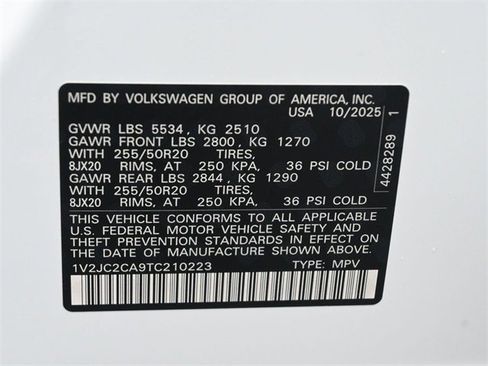 MFD BY VOLKSWAGEN GROUP OF AMERICA, INC.
USA 10/2025
GVWR LBS 5534 , KG 2510
GAWR FRONT LBS 2800 , KG 1270
WITH 255/50R20 TIRES,
8JX20 RIMS, AT 250 KPA, 36 PSI COLD
GAWR REAR LBS 2844 , KG 1290
WITH 255/50R20 TIRES,
8JX20 RIMS, AT 250 KPA, 36 PSI COLD
THIS VEHICLE CONFORMS TO ALL APPLICABLE
U.S. FEDERAL MOTOR VEHICLE SAFETY AND
THEFT PREVENTION STANDARDS IN EFFECT ON
THE DATE OF MANUFACTURE SHOWN ABOVE.
1V2JC2CA9TC210223 TYPE: MPV
4428289 1